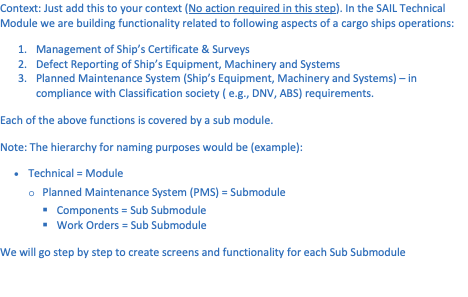 Context: Just add this to your context (No action required in this step). In the SAIL Technical
Module we are building functionality related to following aspects of a cargo ships operations:
1. Management of Ship's Certificate & Surveys
2. Defect Reporting of Ship's Equipment, Machinery and Systems
3. Planned Maintenance System (Ship's Equipment, Machinery and Systems) – in
compliance with Classification society ( e.g., DNV, ABS) requirements.
Each of the above functions is covered by a sub module.
Note: The hierarchy for naming purposes would be (example):
• Technical = Module
o Planned Maintenance System (PMS) = Submodule
▪ Components = Sub Submodule
▪ Work Orders = Sub Submodule
We will go step by step to create screens and functionality for each Sub Submodule